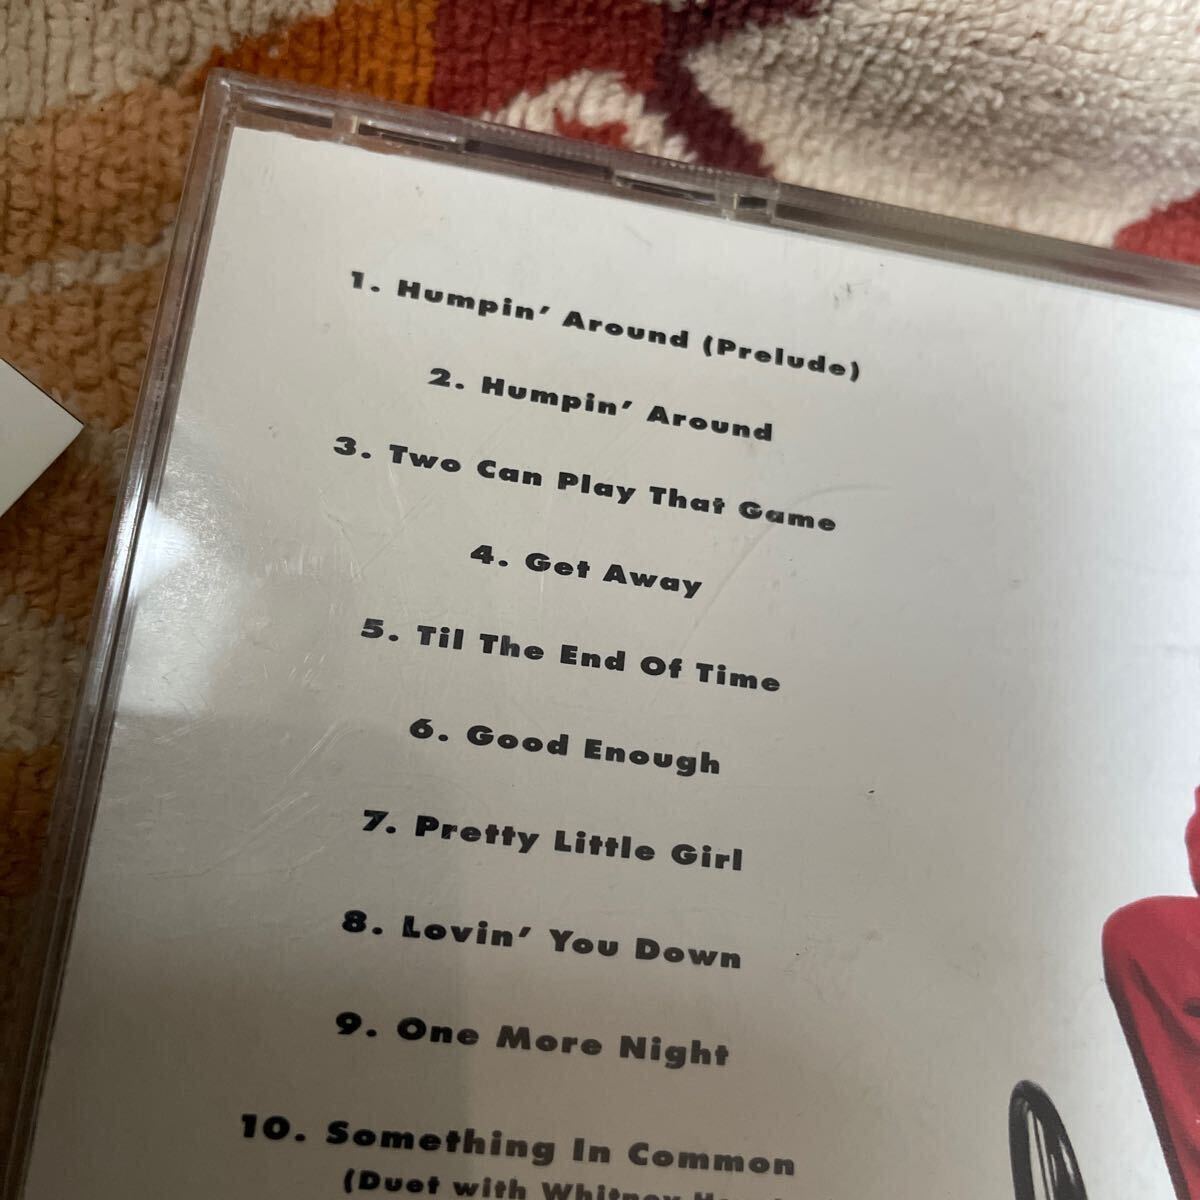 1. Humpin' Around (Prelude)
2. Humpin' Around
3. Two Can Play That Game
4. Get Away
5. Til The End Of Time
6. Good Enough
7. Pretty Little Girl
8. Lovin' You Down
9. One More Night
10. Something In Common
(Duet with Whitney